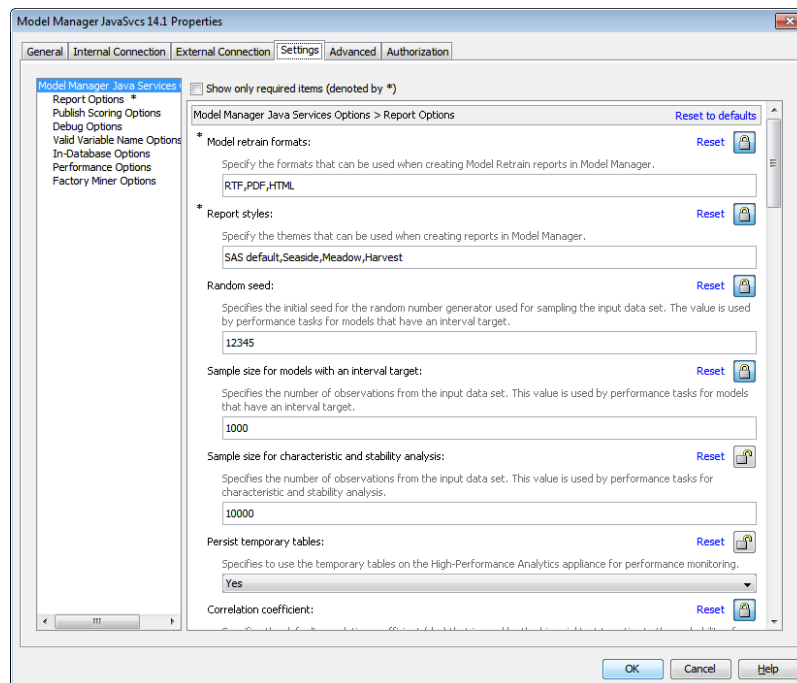 Model Manager JavaSvcs 14.1 Properties
General Internal Connection External Connection Settings Advanced Authorization
Model Manager Java Services
Report Options *
Publish Scoring Options
Debug Options
Valid Variable Name Options
In-Database Options
Performance Options
Factory Miner Options
Show only required items (denoted by *)
Model Manager Java Services Options > Report Options Reset to defaults
* Model retrain formats: Reset
Specify the formats that can be used when creating Model Retrain reports in Model Manager.
RTF,PDF,HTML
* Report styles: Reset
Specify the themes that can be used when creating reports in Model Manager.
SAS default,Seaside,Meadow,Harvest
Random seed: Reset
Specifies the initial seed for the random number generator used for sampling the input data set. The value is used
by performance tasks for models that have an interval target.
12345
Sample size for models with an interval target: Reset
Specifies the number of observations from the input data set. This value is used by performance tasks for models
that have an interval target.
1000
Sample size for characteristic and stability analysis: Reset
Specifies the number of observations from the input data set. This value is used by performance tasks for
characteristic and stability analysis.
10000
Persist temporary tables: Reset
Specifies to use the temporary tables on the High-Performance Analytics appliance for performance monitoring.
Yes
Correlation coefficient: Reset
OK Cancel Help